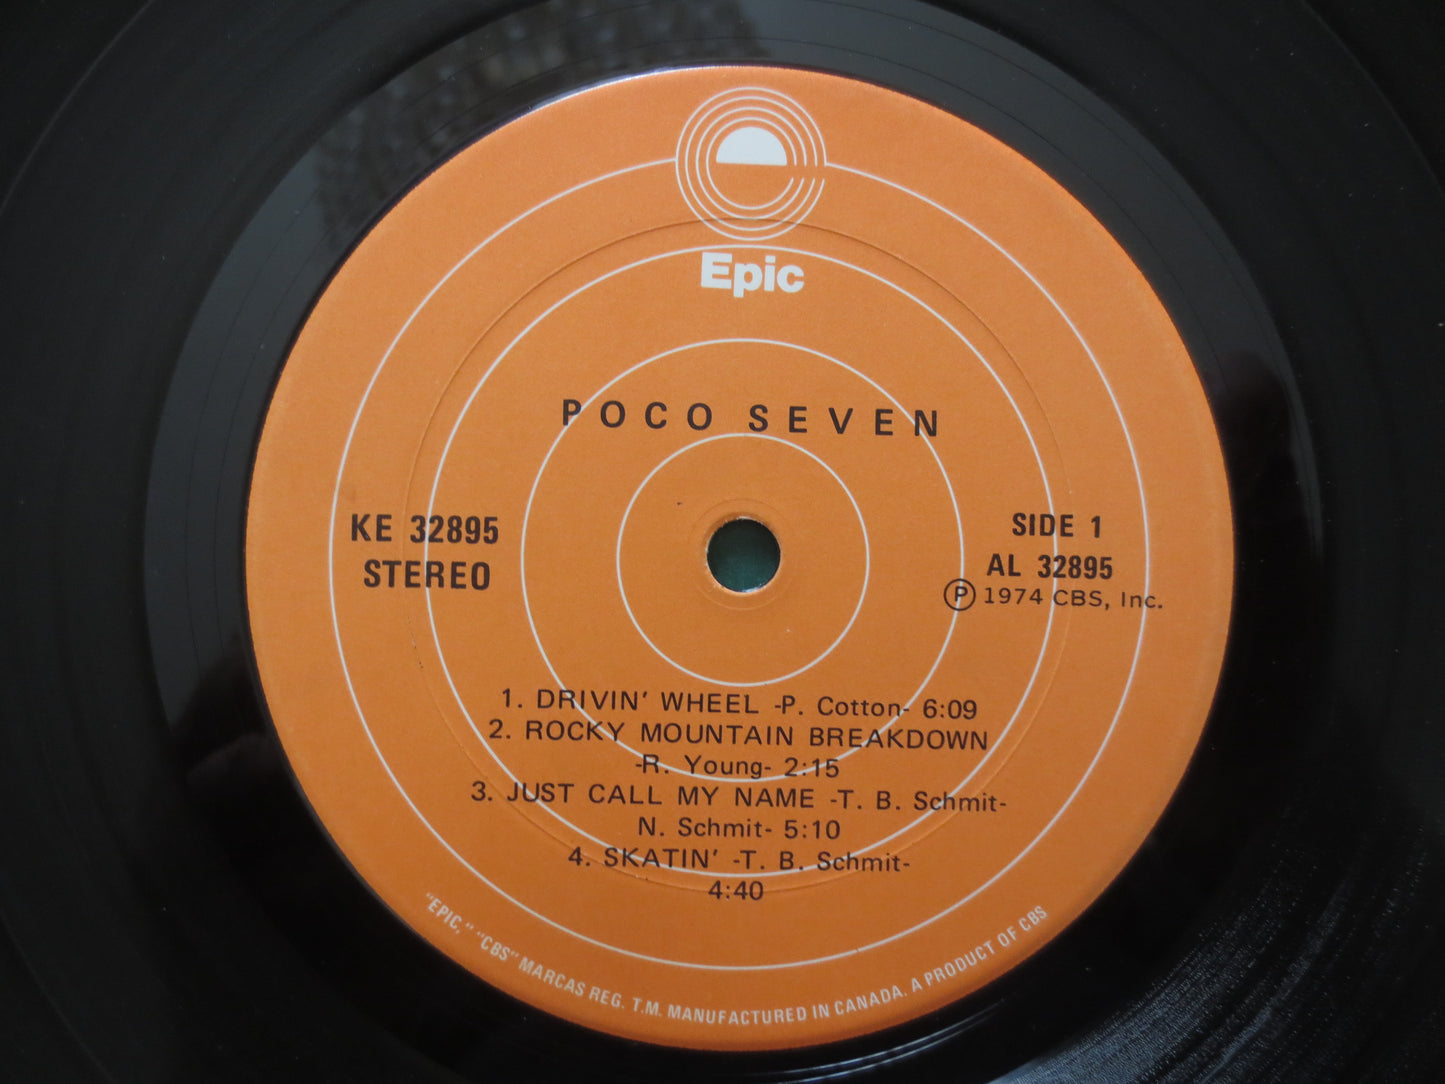 Epic
POCO SEVEN
KE 32895
STEREO
SIDE 1
AL 32895
Ⓟ 1974 CBS, Inc.
1. DRIVIN' WHEEL -P. Cotton- 6:09
2. ROCKY MOUNTAIN BREAKDOWN
-R. Young- 2:15
3. JUST CALL MY NAME -T. B. Schmit-
N. Schmit- 5:10
4. SKATIN' -T. B. Schmit-
4:40
"EPIC," "CBS" MARCAS REG. T.M. MANUFACTURED IN CANADA. A PRODUCT OF CBS